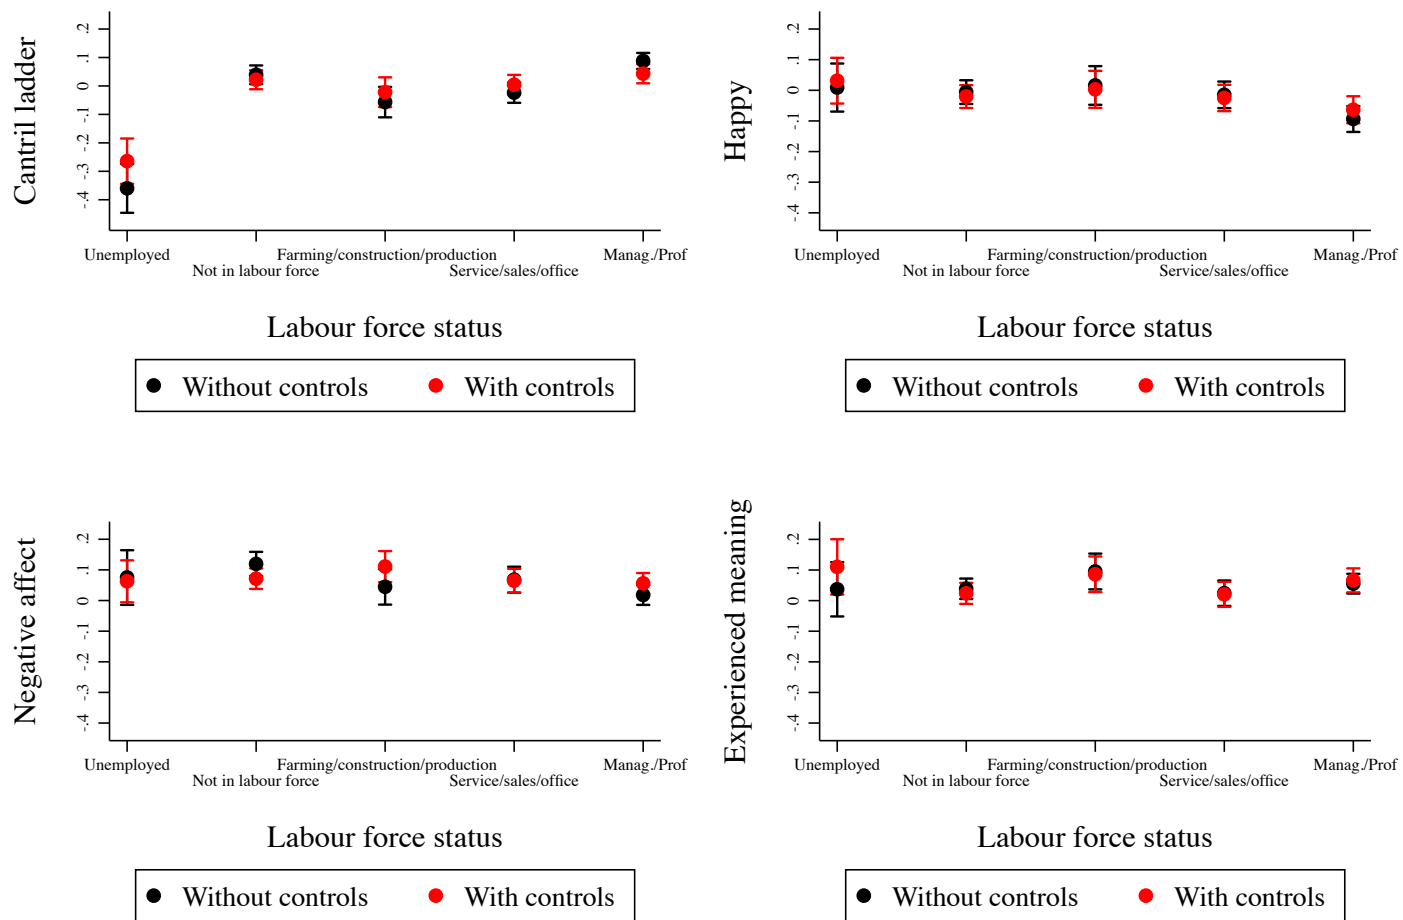 Cantril ladder
.2
.1
0
-.1
-.2
-.3
-.4
Unemployed
Not in labour force
Farming/construction/production
Service/sales/office
Manag./Prof
Labour force status
Without controls
With controls
Happy
.2
.1
0
-.1
-.2
-.3
-.4
Unemployed
Not in labour force
Farming/construction/production
Service/sales/office
Manag./Prof
Labour force status
Without controls
With controls
Negative affect
.2
.1
0
-.1
-.2
-.3
-.4
Unemployed
Not in labour force
Farming/construction/production
Service/sales/office
Manag./Prof
Labour force status
Without controls
With controls
Experienced meaning
.2
.1
0
-.1
-.2
-.3
-.4
Unemployed
Not in labour force
Farming/construction/production
Service/sales/office
Manag./Prof
Labour force status
Without controls
With controls